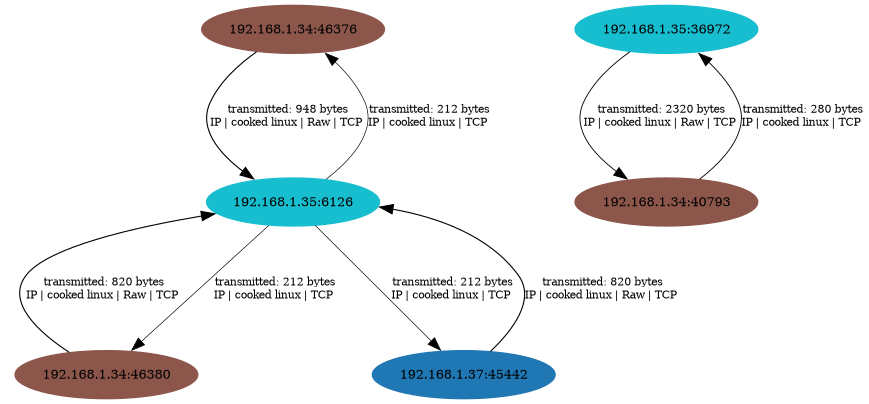 192.168.1.34:46376
192.168.1.35:36972
transmitted: 948 bytes
IP | cooked linux | Raw | TCP
transmitted: 212 bytes
IP | cooked linux | TCP
transmitted: 2320 bytes
IP | cooked linux | Raw | TCP
transmitted: 280 bytes
IP | cooked linux | TCP
192.168.1.35:6126
192.168.1.34:40793
transmitted: 820 bytes
IP | cooked linux | Raw | TCP
transmitted: 212 bytes
IP | cooked linux | TCP
transmitted: 212 bytes
IP | cooked linux | TCP
transmitted: 820 bytes
IP | cooked linux | Raw | TCP
192.168.1.34:46380
192.168.1.37:45442